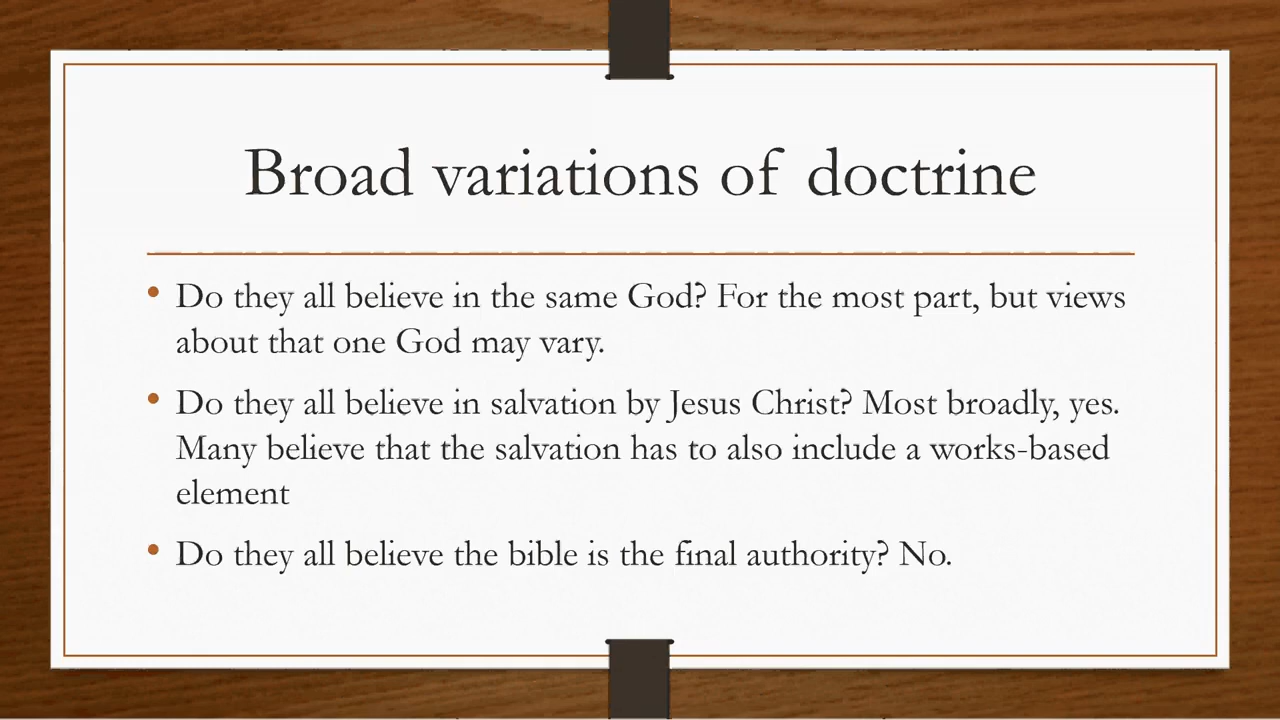 Broad variations of doctrine
• Do they all believe in the same God? For the most part, but views
about that one God may vary.
• Do they all believe in salvation by Jesus Christ? Most broadly, yes.
Many believe that the salvation has to also include a works-based
element
• Do they all believe the bible is the final authority? No.